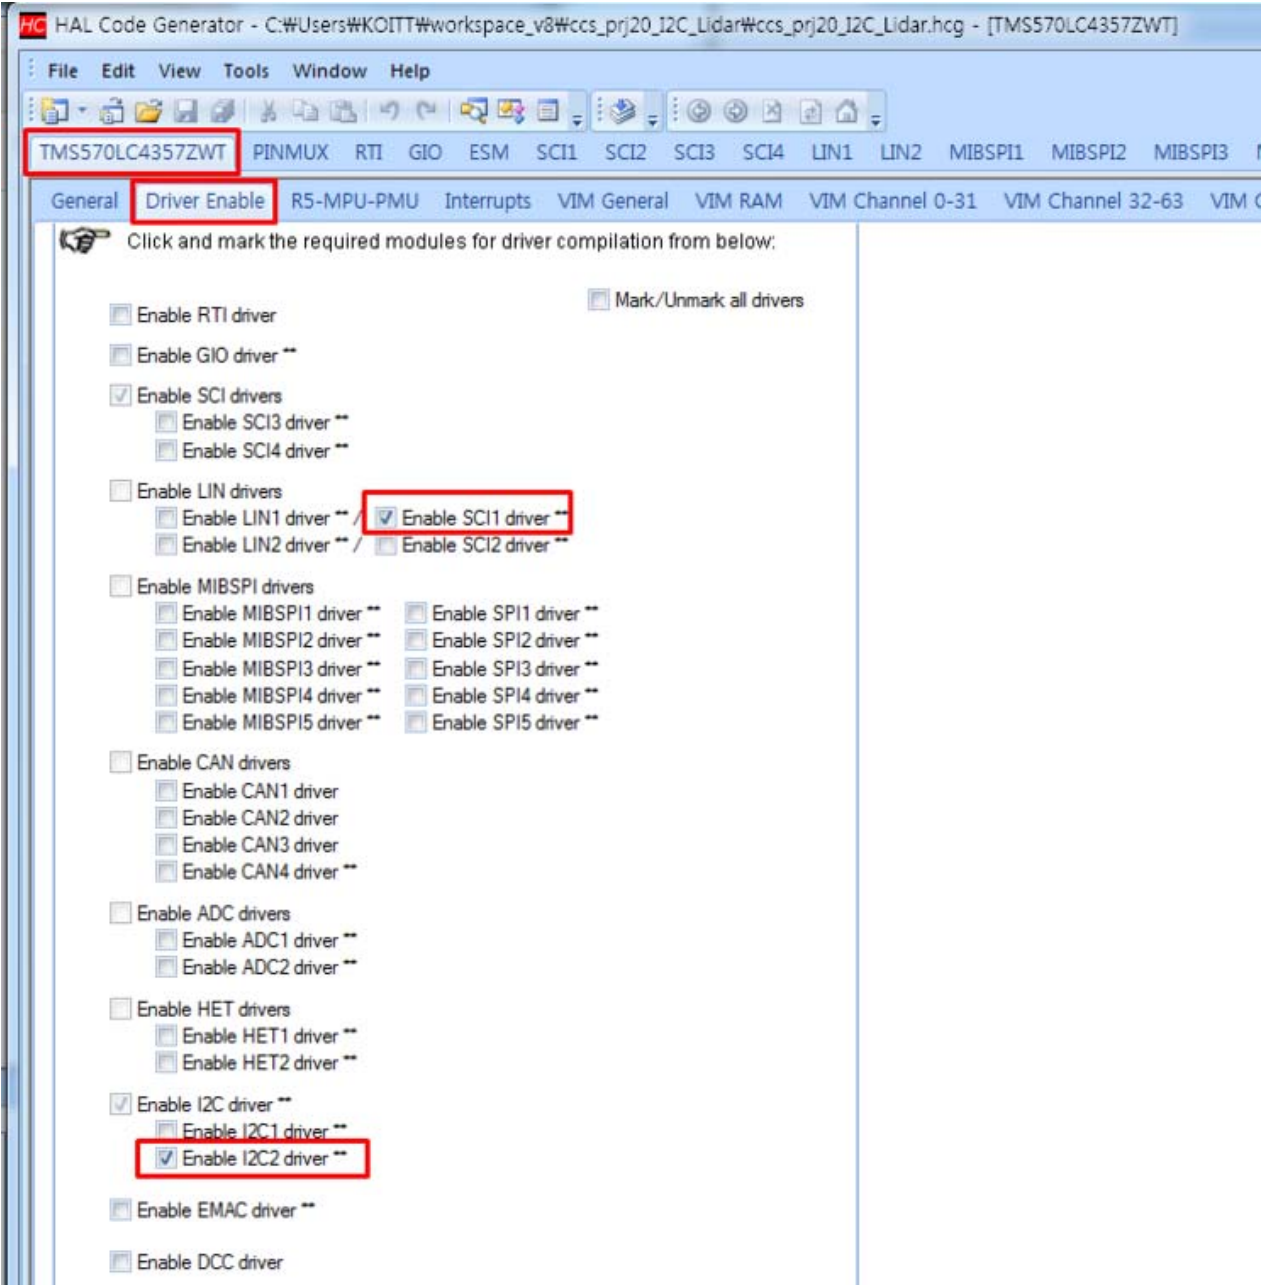 HC HAL Code Generator - C:₩Users₩KOITT₩workspace_v8₩ccs_prj20_I2C_Lidar₩ccs_prj20_I2C_Lidar.hcg - [TMS570LC4357ZWT]
File Edit View Tools Window Help
TMS570LC4357ZWT PINMUX RTI GIO ESM SCI1 SCI2 SCI3 SCI4 LIN1 LIN2 MIBSPI1 MIBSPI2 MIBSPI3
General Driver Enable R5-MPU-PMU Interrupts VIM General VIM RAM VIM Channel 0-31 VIM Channel 32-63 VIM
Click and mark the required modules for driver compilation from below:
Mark/Unmark all drivers
Enable RTI driver
Enable GIO driver **
Enable SCI drivers
Enable SCI3 driver **
Enable SCI4 driver **
Enable LIN drivers
Enable LIN1 driver ** / Enable SCI1 driver **
Enable LIN2 driver ** / Enable SCI2 driver **
Enable MIBSPI drivers
Enable MIBSPI1 driver ** Enable SPI1 driver **
Enable MIBSPI2 driver ** Enable SPI2 driver **
Enable MIBSPI3 driver ** Enable SPI3 driver **
Enable MIBSPI4 driver ** Enable SPI4 driver **
Enable MIBSPI5 driver ** Enable SPI5 driver **
Enable CAN drivers
Enable CAN1 driver
Enable CAN2 driver
Enable CAN3 driver
Enable CAN4 driver **
Enable ADC drivers
Enable ADC1 driver **
Enable ADC2 driver **
Enable HET drivers
Enable HET1 driver **
Enable HET2 driver **
Enable I2C driver **
Enable I2C1 driver **
Enable I2C2 driver **
Enable EMAC driver **
Enable DCC driver